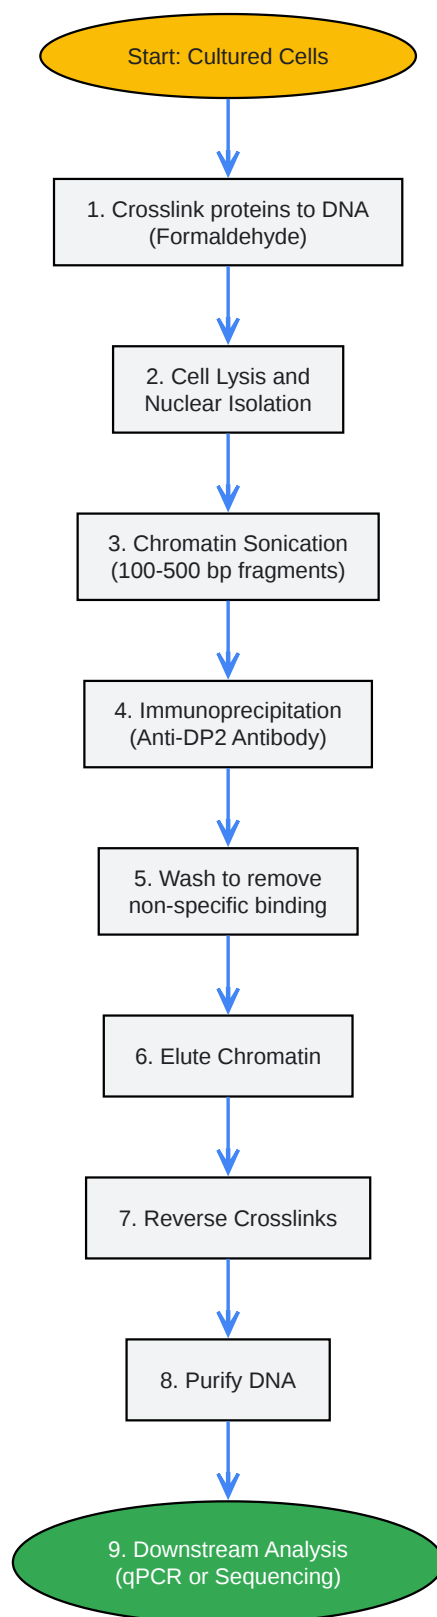 Start: Cultured Cells
1. Crosslink proteins to DNA
(Formaldehyde)
2. Cell Lysis and
Nuclear Isolation
3. Chromatin Sonication
(100-500 bp fragments)
4. Immunoprecipitation
(Anti-DP2 Antibody)
5. Wash to remove
non-specific binding
6. Elute Chromatin
7. Reverse Crosslinks
8. Purify DNA
9. Downstream Analysis
(qPCR or Sequencing)